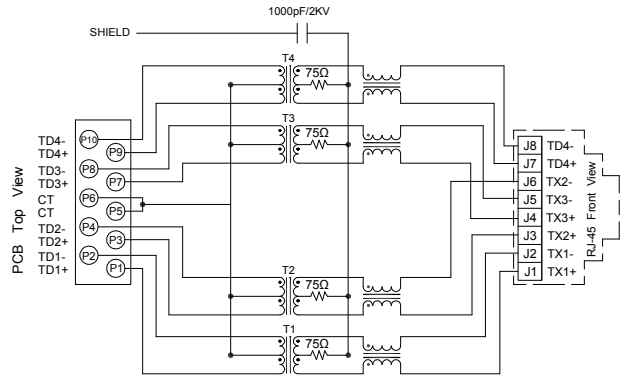 1000pF/2KV
SHIELD
T4
75Ω
T3
75Ω
T2
75Ω
T1
75Ω
PCB Top View
TD4-
TD4+
TD3-
TD3+
CT
CT
TD2-
TD2+
TD1-
TD1+
P10
P9
P8
P7
P6
P5
P4
P3
P2
P1
J8 TD4-
J7 TD4+
J6 TX2-
J5 TX3-
J4 TX3+
J3 TX2+
J2 TX1-
J1 TX1+
RJ-45 Front View